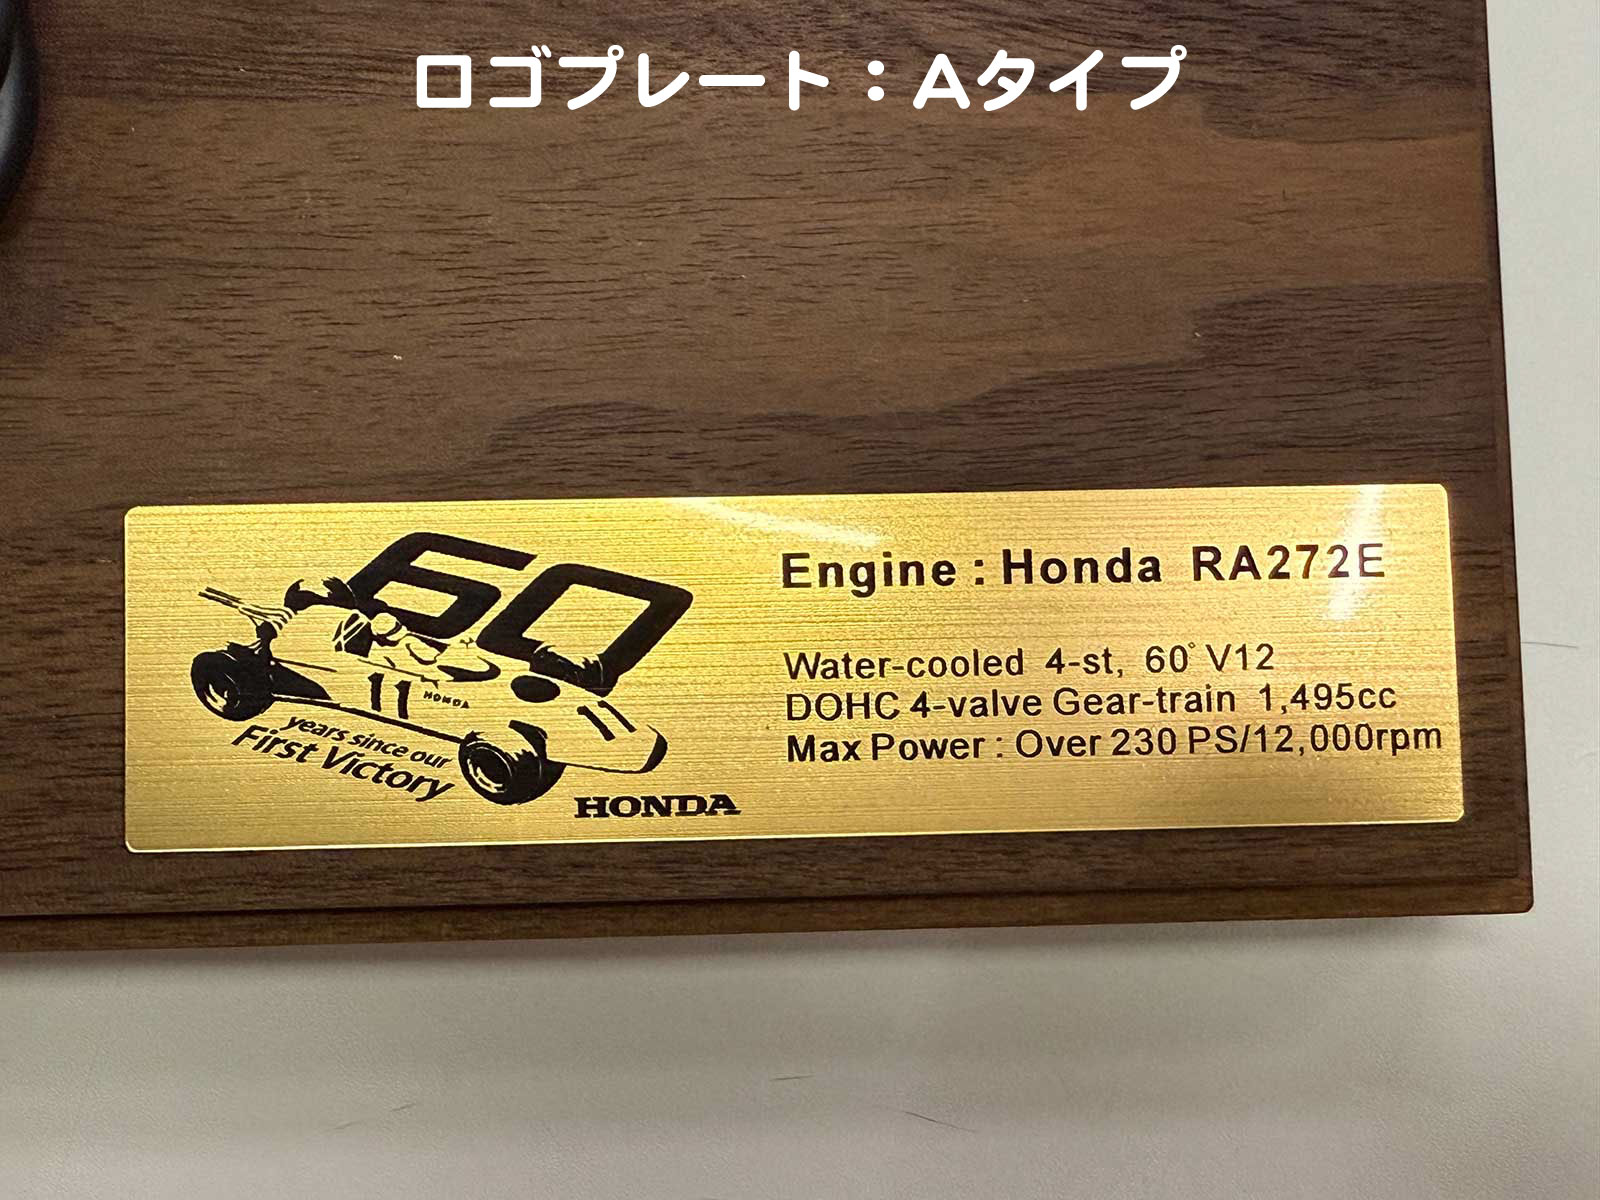 ロゴプレート：Aタイプ
60
11
HONDA
11
years since our
First Victory
HONDA
Engine : Honda RA272E
Water-cooled 4-st, 60° V12
DOHC 4-valve Gear-train 1,495cc
Max Power : Over 230 PS/12,000rpm